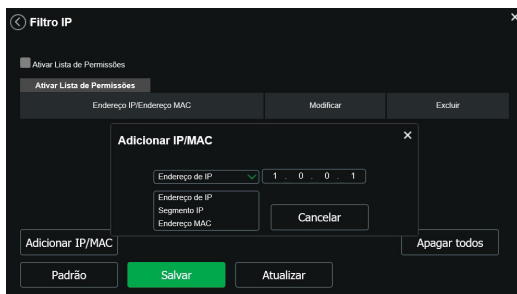 Filtro IP
×
Ativar Lista de Permissões
Ativar Lista de Permissões
Endereço IP/Endereço MAC Modificar Excluir
Adicionar IP/MAC ×
Endereço de IP 1 . 0 . 0 . 1
Endereço de IP
Segmento IP
Endereço MAC
Cancelar
Adicionar IP/MAC Apagar todos
Padrão Salvar Atualizar